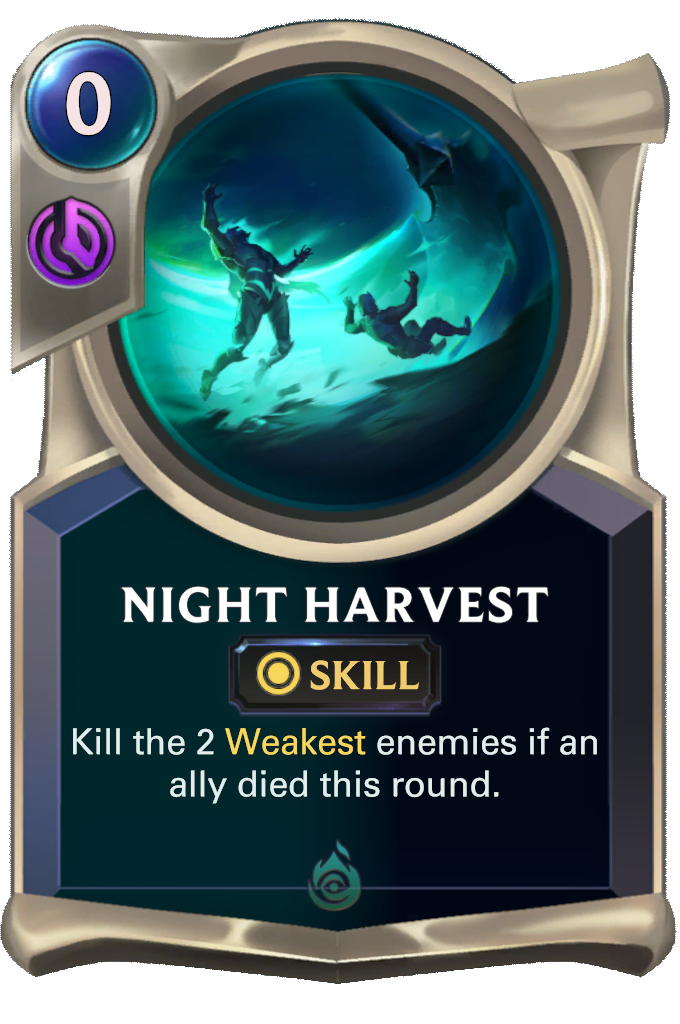 0
NIGHT HARVEST
SKILL
Kill the 2 Weakest enemies if an
ally died this round.